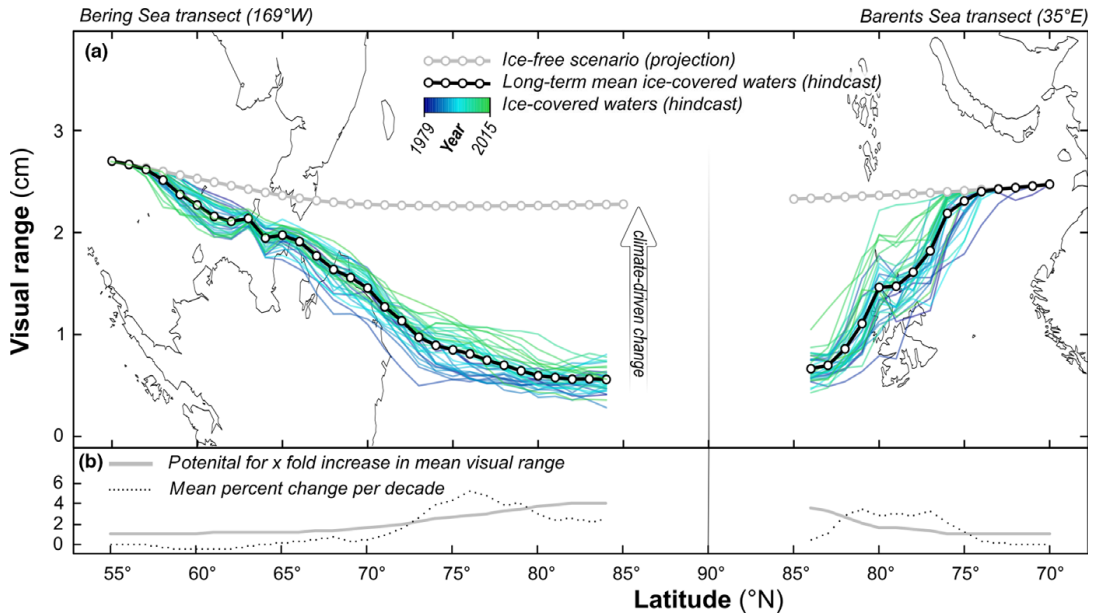 Bering Sea transect (169°W)
Barents Sea transect (35°E)
(a)
Ice-free scenario (projection)
Long-term mean ice-covered waters (hindcast)
Ice-covered waters (hindcast)
1979
Year
2015
Visual range (cm)
3
2
1
0
climate-driven change
(b)
Potenital for x fold increase in mean visual range
Mean percent change per decade
6
4
2
0
55° 60° 65° 70° 75° 80° 85° 90° 85° 80° 75° 70°
Latitude (°N)